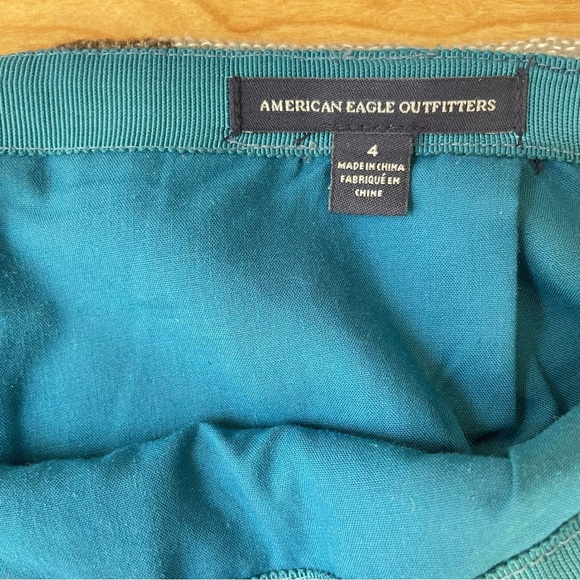 AMERICAN EAGLE OUTFITTERS
4
MADE IN CHINA
FABRIQUÉ EN
CHINE